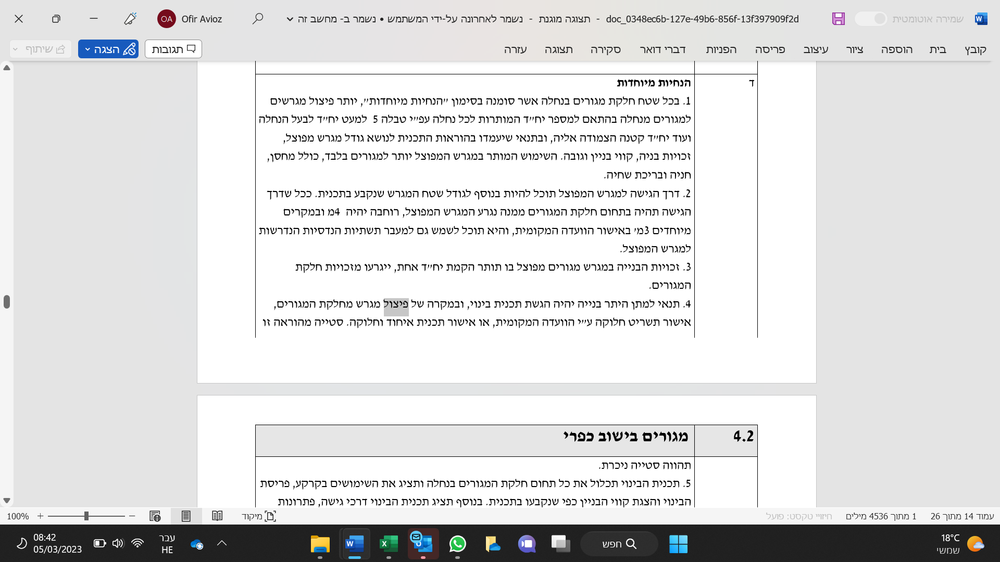 שמירה אוטומטית
doc_0348ec6b-127e-49b6-856f-13f397909f2d - תצוגה מוגנת - נשמר לאחרונה על-ידי המשתמש • נשמר ב- מחשב זה
Ofir Avioz
OA
קובץ בית הוספה ציור עיצוב פריסה הפניות דברי דואר סקירה תצוגה עזרה
תגובות הצגה שיתוף
ד
הנחיות מיוחדות
1. בכל שטח חלקת מגורים בנחלה אשר סומנה בסימון "הנחיות מיוחדות", יותר פיצול מגרשים
למגורים מנחלה בהתאם למספר יח"ד המותרות לכל נחלה עפ"י טבלה 5 למעט יח"ד לבעל הנחלה
ועוד יח"ד קטנה הצמודה אליה, ובתנאי שיעמדו בהוראות התכנית לנושא גודל מגרש מפוצל,
זכויות בניה, קווי בניין וגובה. השימוש המותר במגרש המפוצל יותר למגורים בלבד, כולל מחסן,
חניה ובריכת שחיה.
2. דרך הגישה למגרש המפוצל תוכל להיות בנוסף לגודל שטח המגרש שנקבע בתכנית. ככל שדרך
הגישה תהיה בתחום חלקת המגורים ממנה נגרע המגרש המפוצל, רוחבה יהיה 4מ ובמקרים
מיוחדים 3מ' באישור הוועדה המקומית, והיא תוכל לשמש גם למעבר תשתיות הנדסיות הנדרשות
למגרש המפוצל.
3. זכויות הבנייה במגרש מגורים מפוצל בו תותר הקמת יח"ד אחת, ייגרעו מזכויות חלקת
המגורים.
4. תנאי למתן היתר בנייה יהיה הגשת תכנית בינוי, ובמקרה של פיצול מגרש מחלקת המגורים,
אישור תשריט חלוקה ע"י הוועדה המקומית, או אישור תכנית איחוד וחלוקה. סטייה מהוראה זו
4.2 מגורים בישוב כפרי
תהווה סטייה ניכרת.
5. תכנית הבינוי תכלול את כל תחום חלקת המגורים בנחלה ותציג את השימושים בקרקע, פריסת
הבינוי והצגת קווי הבניין כפי שנקבעו בתכנית. בנוסף תציג תכנית הבינוי דרכי גישה, פתרונות
עמוד 14 מתוך 26 1 מתוך 4536 מילים חיזויי טקסט: פועל מיקוד 100%
18°C
שמשי
חפש
עבר
HE
08:42
05/03/2023